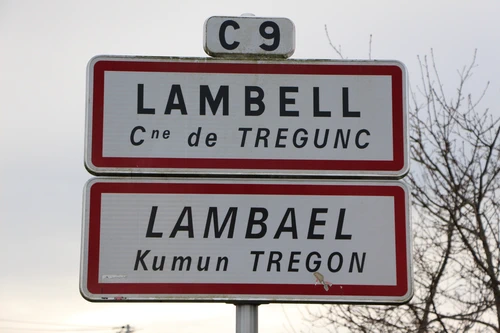 C 9
LAMBELL
Cne de TREGUNC
LAMBAEL
Kumun TREGON